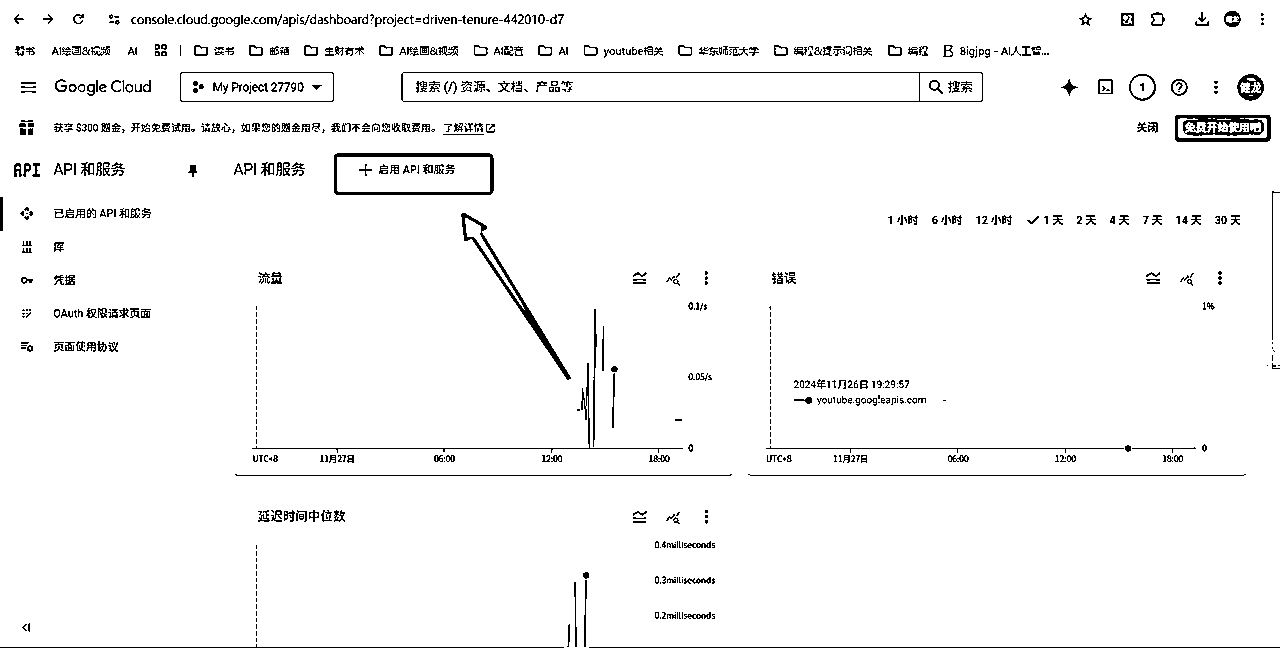 console.cloud.google.com/apis/dashboard?project=driven-tenure-442010-d7
AI绘画&视频 AI 读书 邮箱 生财有术 AI绘画&视频 AI配音 AI youtube相关 华东师范大学 编程&提示词相关 编程 Bigjpg - AI人工智...
Google Cloud My Project 27790 搜索 (/) 资源、文档、产品等 搜索 1 健龙
获享 $300 赠金，开始免费试用。请放心，如果您的赠金用尽，我们不会向您收取费用。了解详情 关闭 免费开始使用吧
API API 和服务 API 和服务 + 启用 API 和服务
已启用的 API 和服务
1 小时 6 小时 12 小时 1 天 2 天 4 天 7 天 14 天 30 天
库
凭据
OAuth 权限请求页面
页面使用协议
流量
0.1/s
0.05/s
0
UTC+8 11月27日 06:00 12:00 18:00
错误
1%
2024年11月26日 19:29:57
youtube.googleapis.com -
0
UTC+8 11月27日 06:00 12:00 18:00
延迟时间中位数
0.4milliseconds
0.3milliseconds
0.2milliseconds